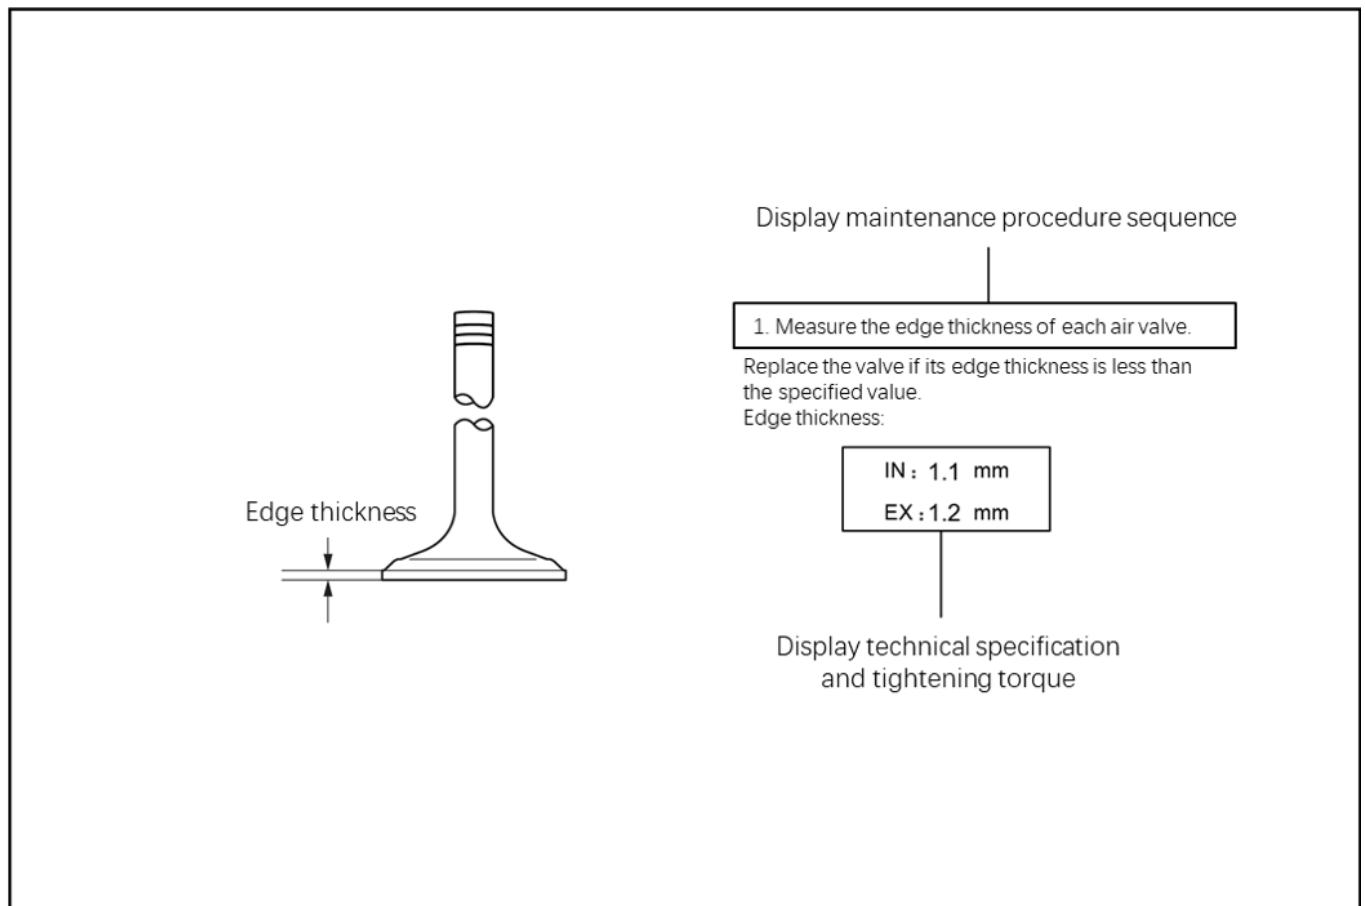 Display maintenance procedure sequence
1. Measure the edge thickness of each air valve.
Replace the valve if its edge thickness is less than
the specified value.
Edge thickness:
IN: 1.1 mm
EX:1.2 mm
Edge thickness
Display technical specification
and tightening torque